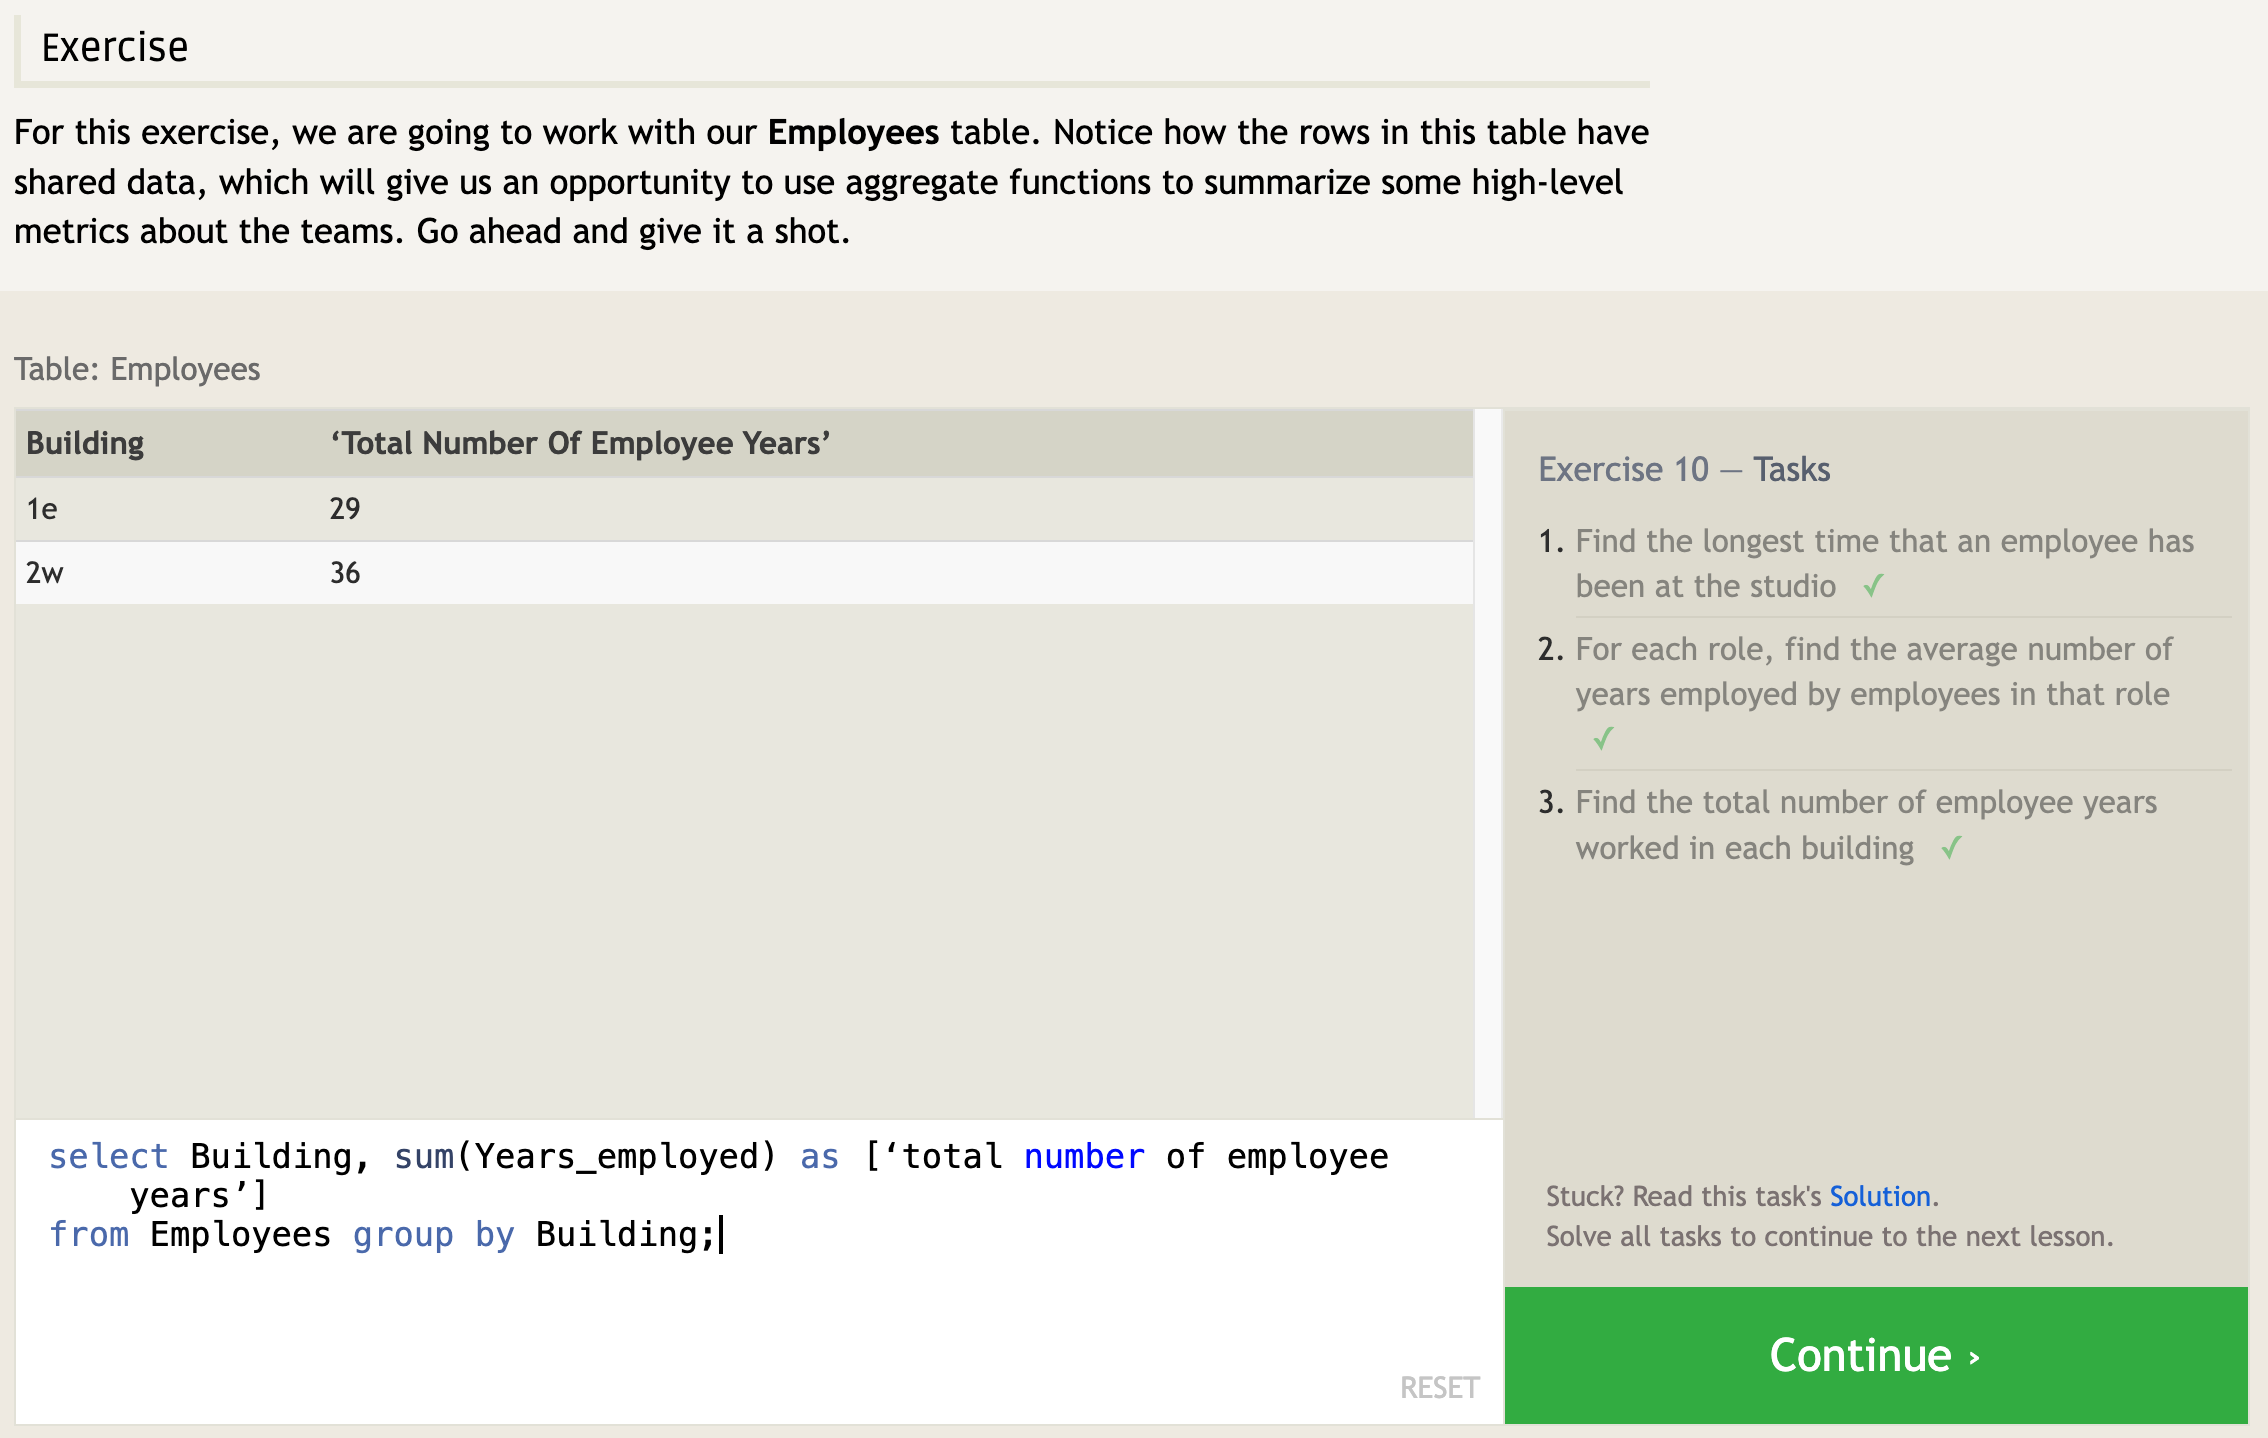 Exercise
For this exercise, we are going to work with our Employees table. Notice how the rows in this table have
shared data, which will give us an opportunity to use aggregate functions to summarize some high-level
metrics about the teams. Go ahead and give it a shot.
Table: Employees
Building ‘Total Number Of Employee Years’
1e 29
2w 36
select Building, sum(Years_employed) as [‘total number of employee
years’]
from Employees group by Building;
RESET
Exercise 10 — Tasks
1. Find the longest time that an employee has
been at the studio ✓
2. For each role, find the average number of
years employed by employees in that role
✓
3. Find the total number of employee years
worked in each building ✓
Stuck? Read this task's Solution.
Solve all tasks to continue to the next lesson.
Continue ›